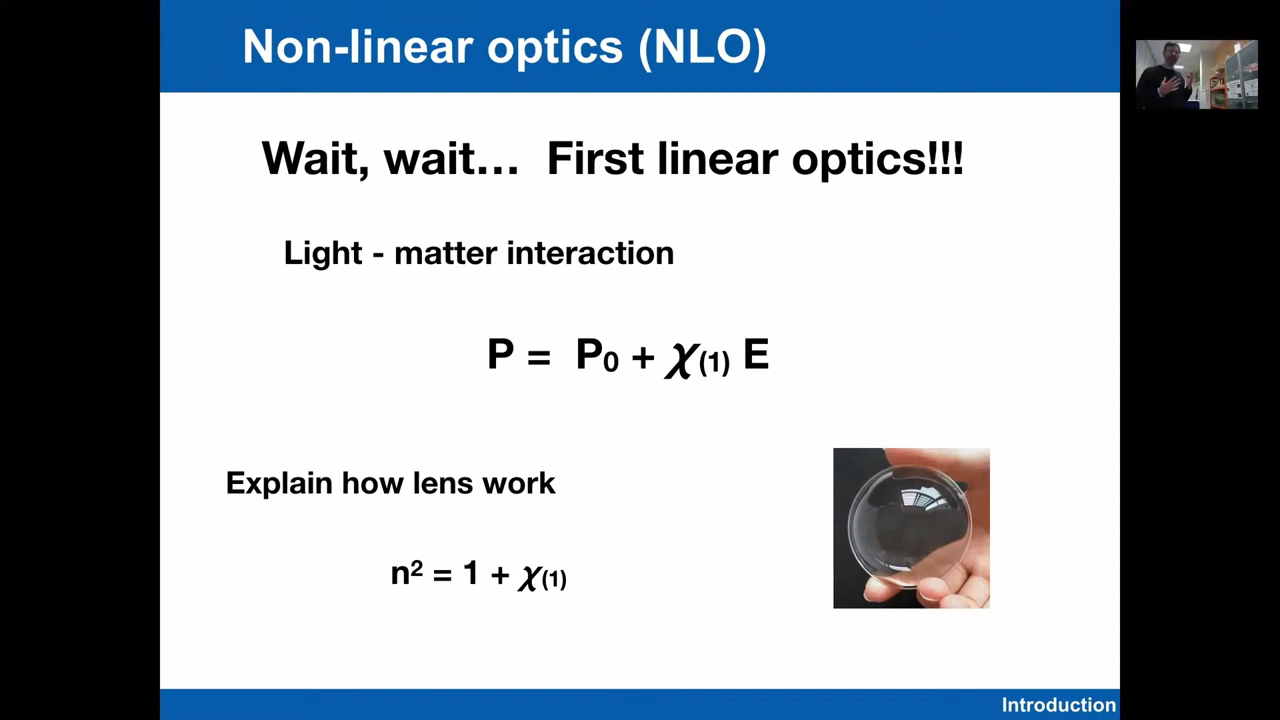 Non-linear optics (NLO)
Wait, wait... First linear optics!!!
Light - matter interaction
P = P₀ + χ₍₁₎ E
Explain how lens work
n² = 1 + χ₍₁₎
Introduction